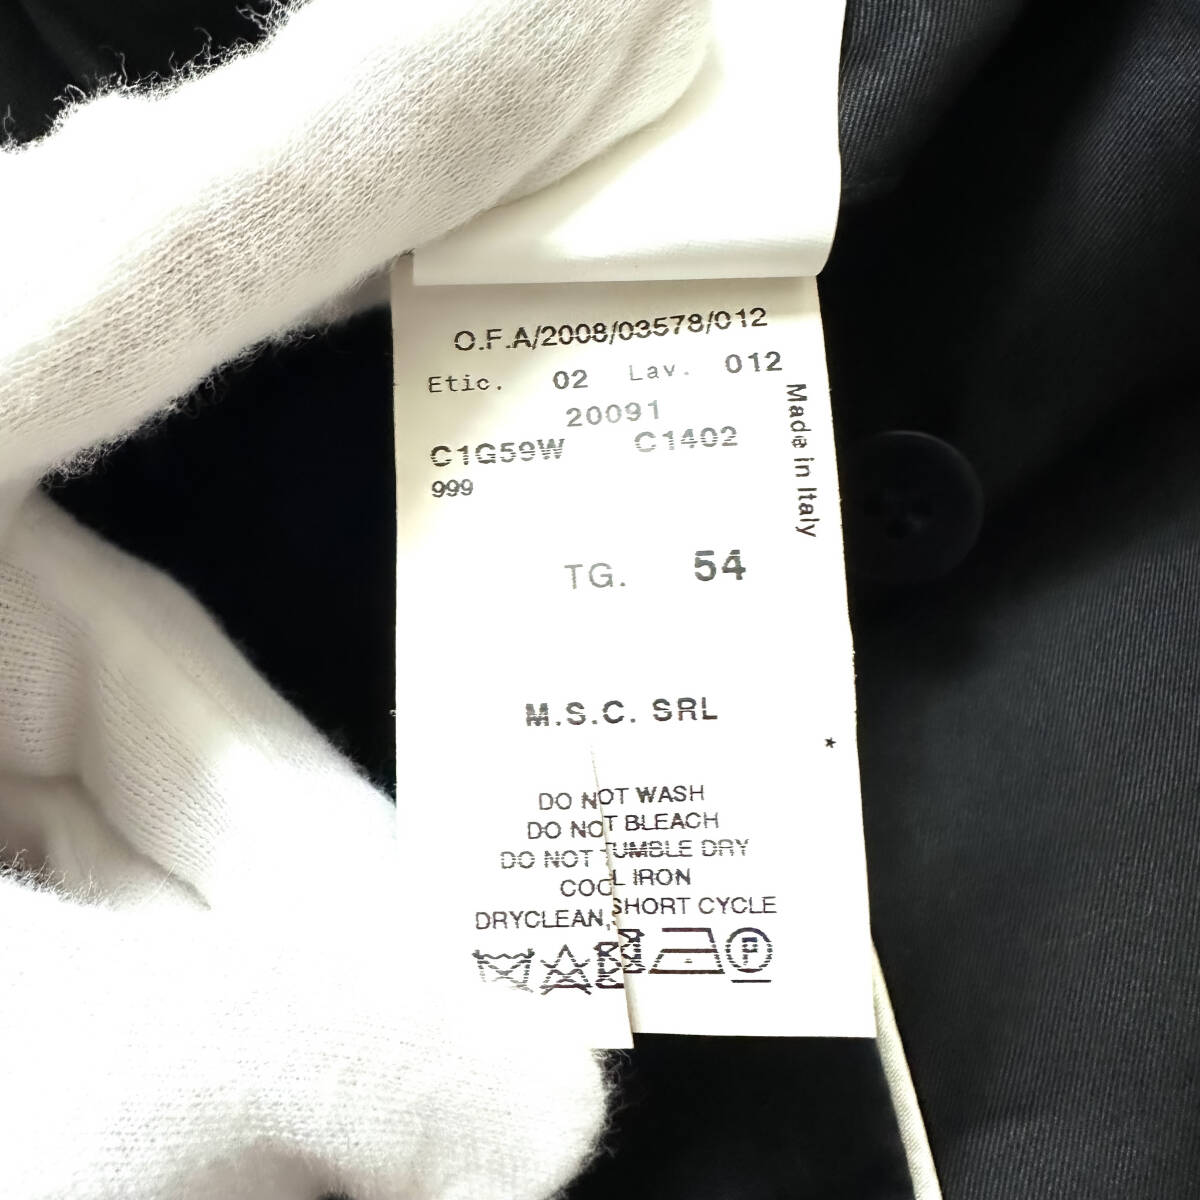 O.F.A/2008/03578/012
Etic. 02 Lav. 012
20091
C1G59W C1402
999
Made in Italy
TG. 54
M.S.C. SRL
*
DO NOT WASH
DO NOT BLEACH
DO NOT TUMBLE DRY
COOL IRON
DRYCLEAN, SHORT CYCLE
P